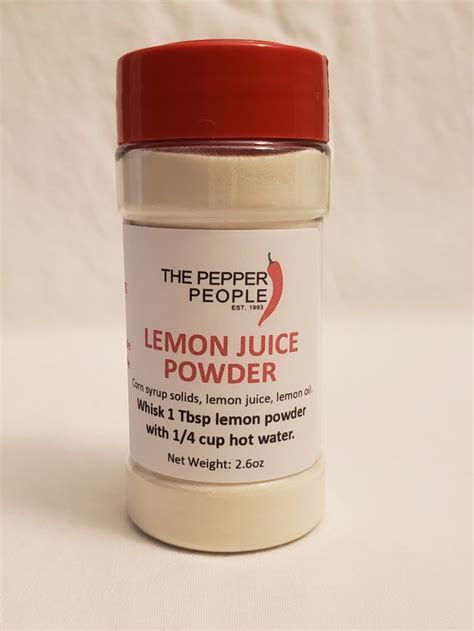 THE PEPPER
PEOPLE
EST. 1993
LEMON JUICE
POWDER
Corn syrup solids, lemon juice, lemon oil.
Whisk 1 Tbsp lemon powder
with 1/4 cup hot water.
Net Weight: 2.6oz